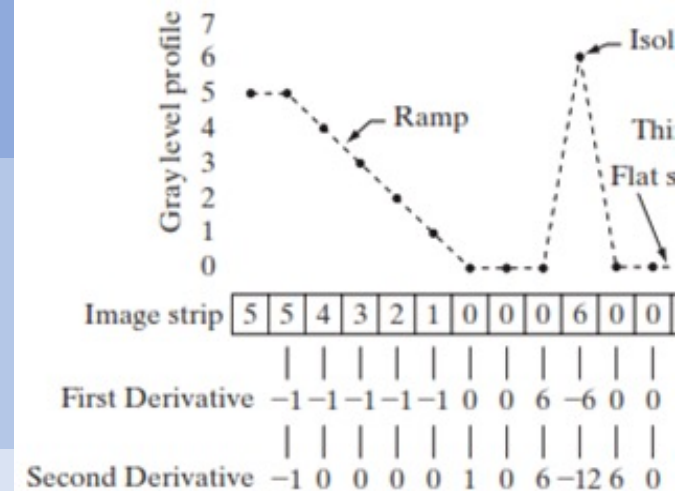 Gray level profile
7
6
5
4
3
2
1
0
Ramp
Flat
Image strip 5 5 4 3 2 1 0 0 0 6 0 0
First Derivative −1 −1 −1 −1 −1 0 0 6 −6 0 0
Second Derivative −1 0 0 0 0 1 0 6 −12 6 0